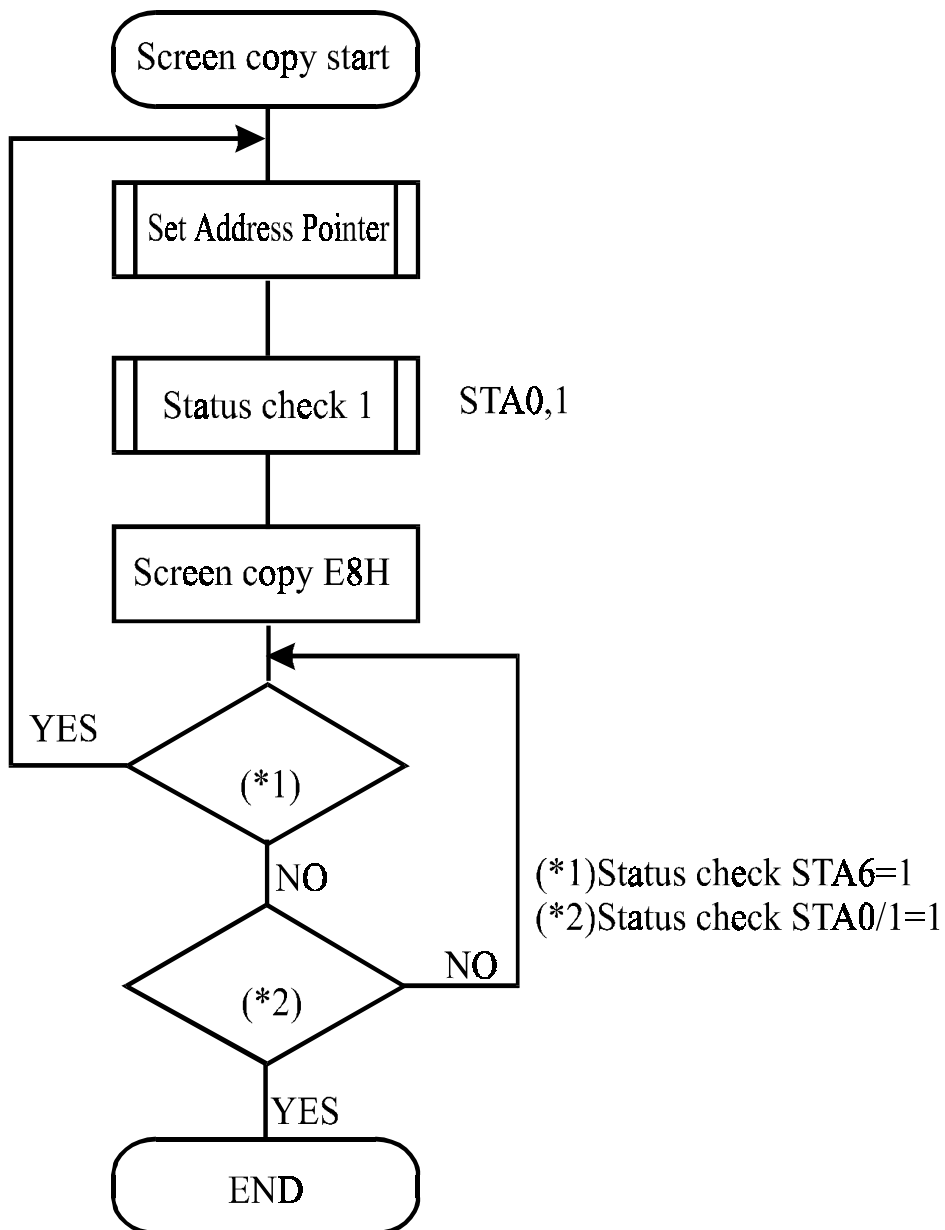 Screen copy start
Set Address Pointer
Status check 1
STA0,1
Screen copy E8H
YES
(*1)
NO
(*1)Status check STA6=1
(*2)Status check STA0/1=1
NO
(*2)
YES
END